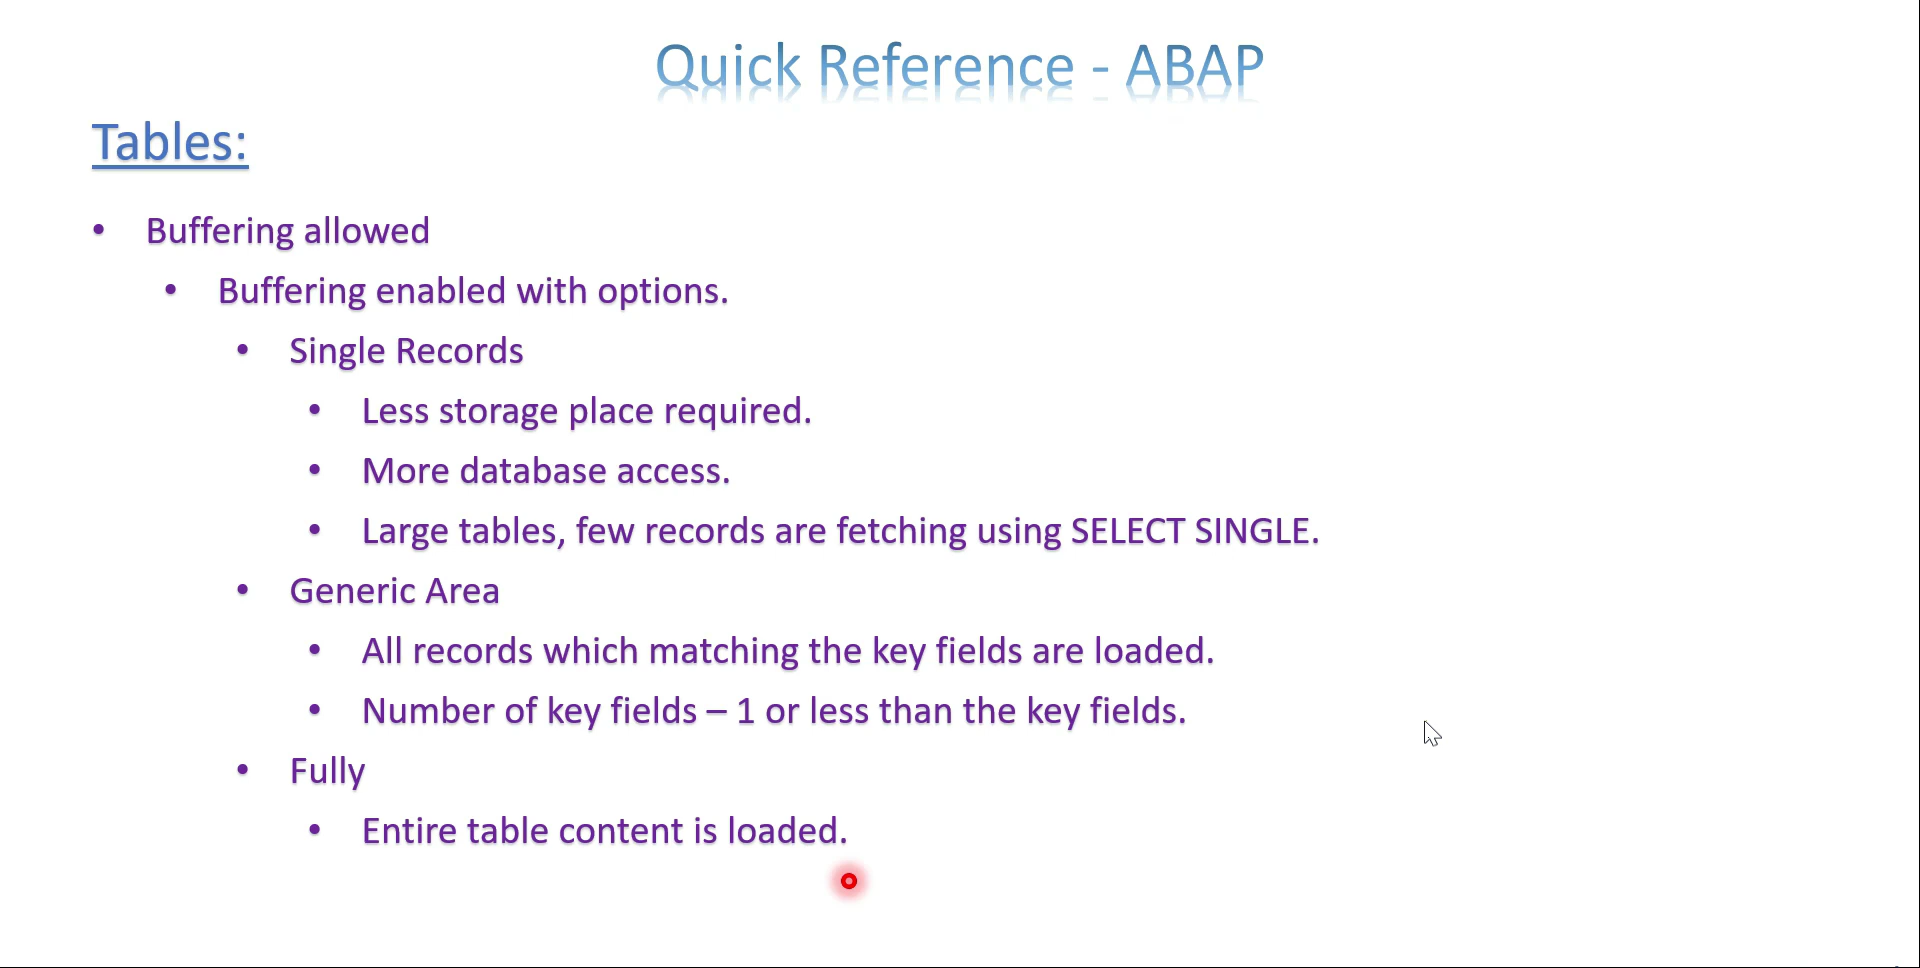 Quick Reference - ABAP
Tables:
• Buffering allowed
• Buffering enabled with options.
• Single Records
• Less storage place required.
• More database access.
• Large tables, few records are fetching using SELECT SINGLE.
• Generic Area
• All records which matching the key fields are loaded.
• Number of key fields – 1 or less than the key fields.
• Fully
• Entire table content is loaded.